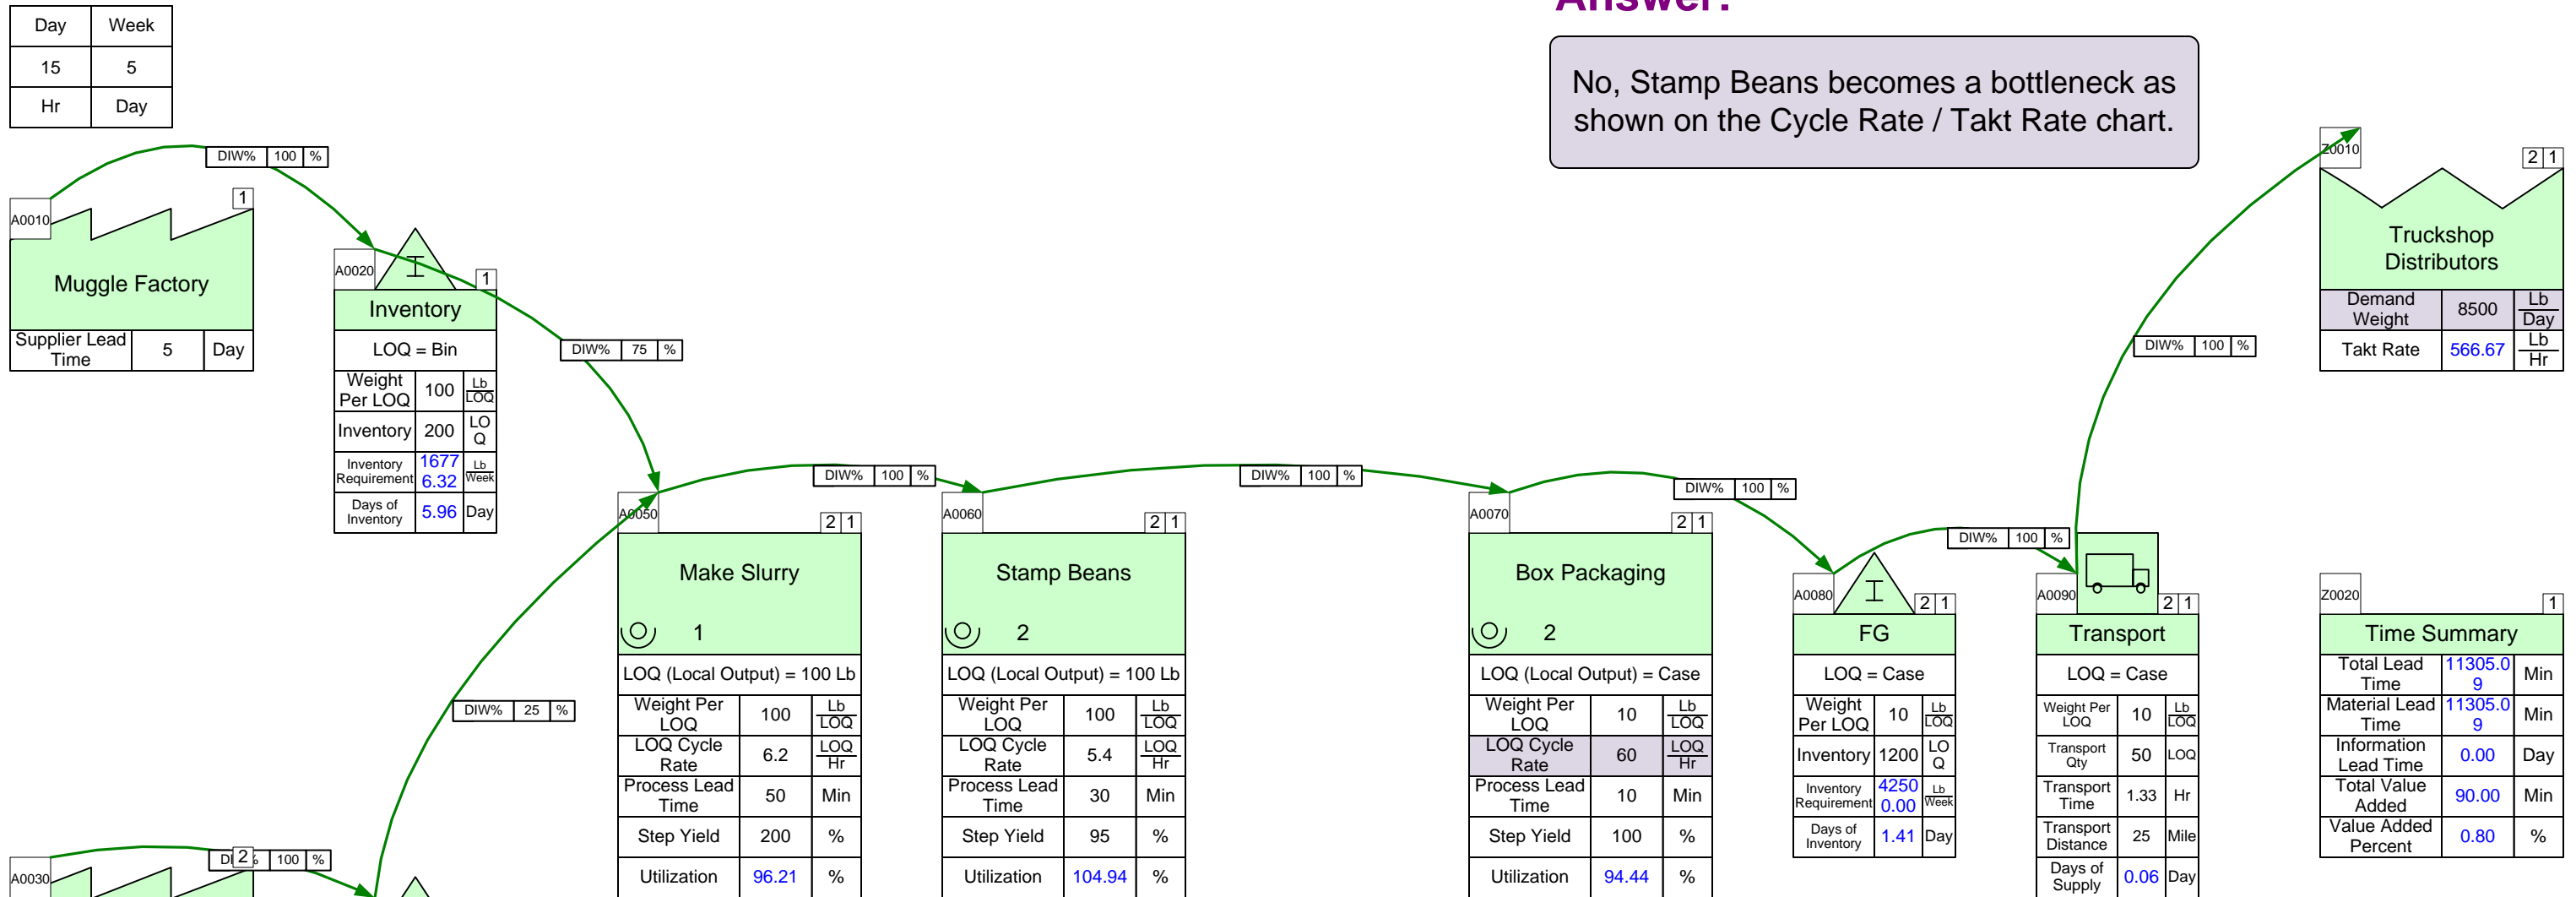 Answer:
Day Week
15 5
Hr Day
No, Stamp Beans becomes a bottleneck as
shown on the Cycle Rate / Takt Rate chart.
DIW% 100 %
A0010
1
Muggle Factory
Supplier Lead
Time
5 Day
A0020
I
1
Inventory
LOQ = Bin
Weight
Per LOQ
100
Lb
LOQ
Inventory 200
LO
Q
Inventory
Requirement
1677
6.32
Lb
Week
Days of
Inventory
5.96 Day
DIW% 75 %
Z0010
2 1
Truckshop
Distributors
Demand
Weight
8500
Lb
Day
Takt Rate 566.67
Lb
Hr
DIW% 100 %
DIW% 100 %
DIW% 100 %
DIW% 100 %
DIW% 100 %
A0050
2 1
Make Slurry
1
LOQ (Local Output) = 100 Lb
Weight Per
LOQ
100
Lb
LOQ
LOQ Cycle
Rate
6.2
LOQ
Hr
Process Lead
Time
50 Min
Step Yield 200 %
Utilization 96.21 %
A0060
2 1
Stamp Beans
2
LOQ (Local Output) = 100 Lb
Weight Per
LOQ
100
Lb
LOQ
LOQ Cycle
Rate
5.4
LOQ
Hr
Process Lead
Time
30 Min
Step Yield 95 %
Utilization 104.94 %
A0070
2 1
Box Packaging
2
LOQ (Local Output) = Case
Weight Per
LOQ
10
Lb
LOQ
LOQ Cycle
Rate
60
LOQ
Hr
Process Lead
Time
10 Min
Step Yield 100 %
Utilization 94.44 %
A0080
I
2 1
FG
LOQ = Case
Weight
Per LOQ
10
Lb
LOQ
Inventory 1200
LO
Q
Inventory
Requirement
4250
0.00
Lb
Week
Days of
Inventory
1.41 Day
A0090
2 1
Transport
LOQ = Case
Weight Per
LOQ
10
Lb
LOQ
Transport
Qty
50 LOQ
Transport
Time
1.33 Hr
Transport
Distance
25 Mile
Days of
Supply
0.06 Day
Z0020
1
Time Summary
Total Lead
Time
11305.0
9
Min
Material Lead
Time
11305.0
9
Min
Information
Lead Time
0.00 Day
Total Value
Added
90.00 Min
Value Added
Percent
0.80 %
DIW% 25 %
A0030
2
100 %